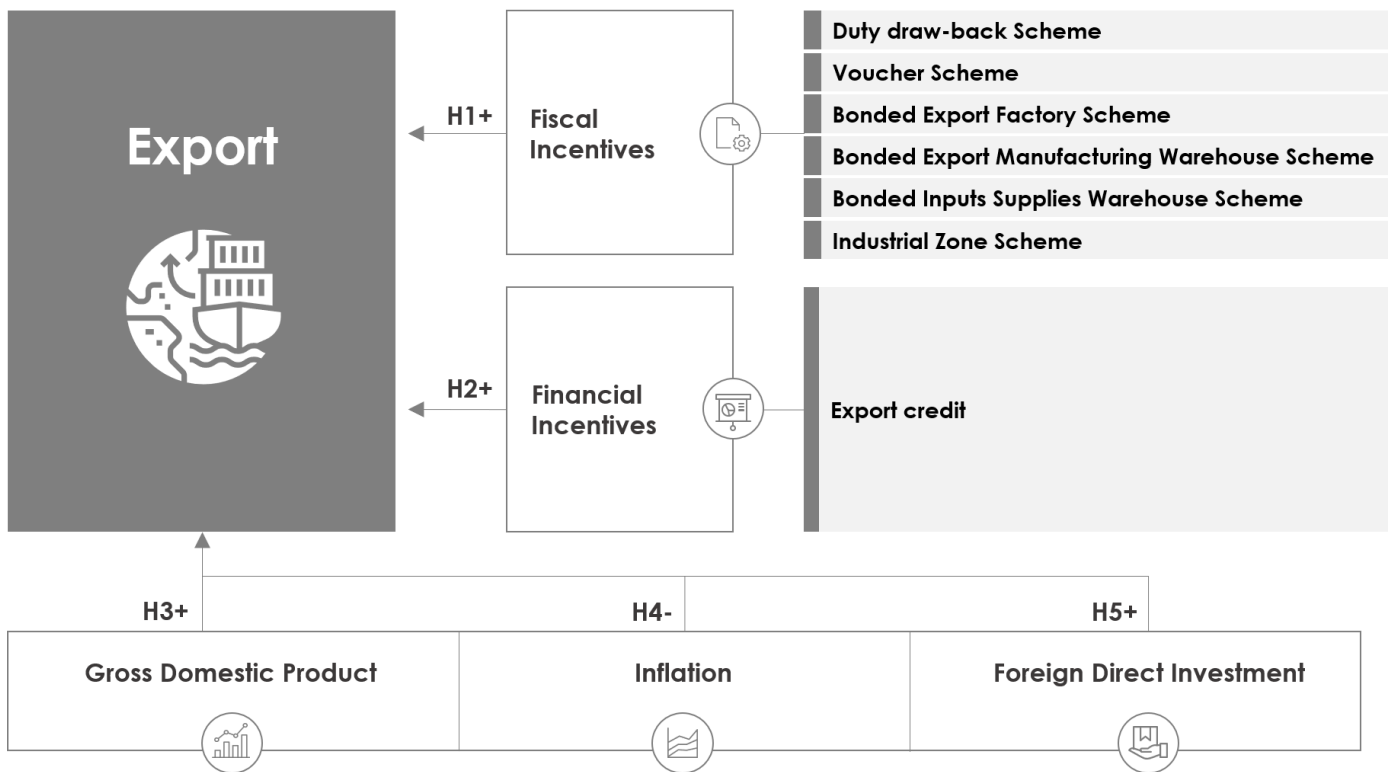 Export
H1+
Fiscal
Incentives
Duty draw-back Scheme
Voucher Scheme
Bonded Export Factory Scheme
Bonded Export Manufacturing Warehouse Scheme
Bonded Inputs Supplies Warehouse Scheme
Industrial Zone Scheme
H2+
Financial
Incentives
Export credit
H3+
H4-
H5+
Gross Domestic Product
Inflation
Foreign Direct Investment